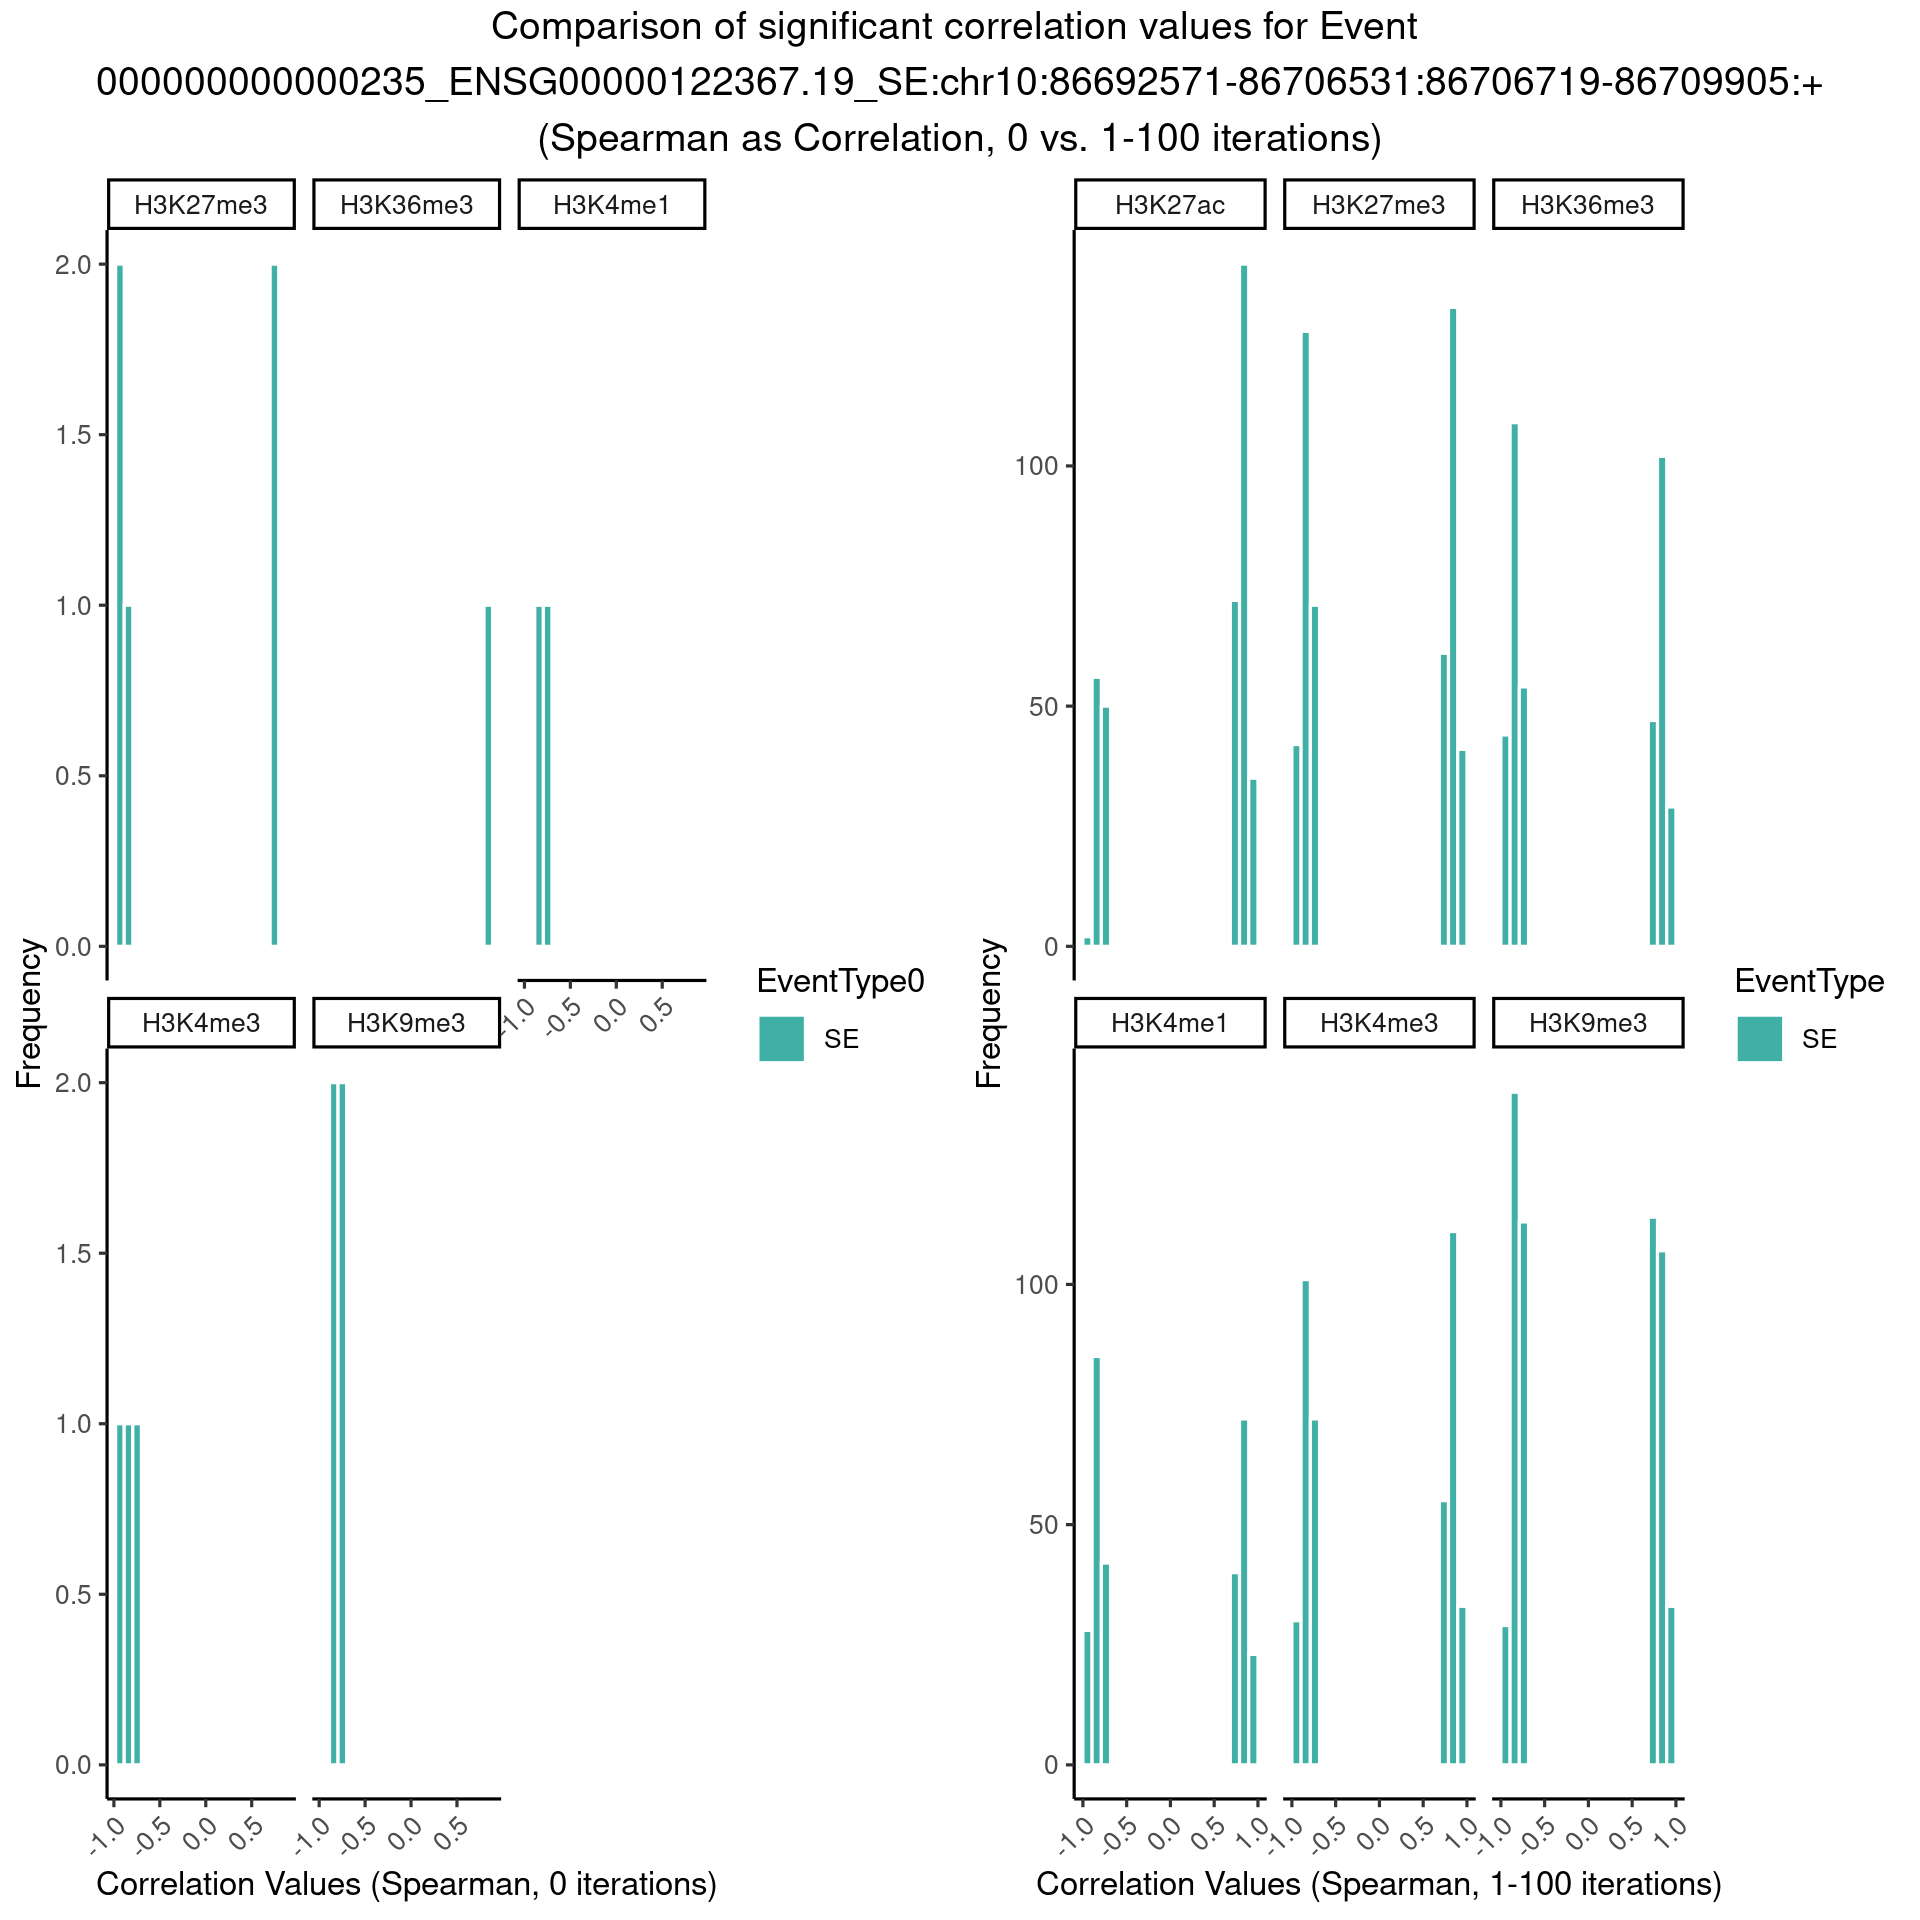 Comparison of significant correlation values for Event
000000000000235_ENSG00000122367.19_SE:chr10:86692571-86706531:86706719-86709905:+
(Spearman as Correlation, 0 vs. 1-100 iterations)
H3K27me3 H3K36me3 H3K4me1
2.0
1.5
1.0
0.5
0.0
-1.0 -0.5 0.0 0.5
H3K4me3 H3K9me3
2.0
1.5
1.0
0.5
0.0
-1.0 -0.5 0.0 0.5 -1.0 -0.5 0.0 0.5
Frequency
Correlation Values (Spearman, 0 iterations)
EventType0
SE
H3K27ac H3K27me3 H3K36me3
100
50
0
H3K4me1 H3K4me3 H3K9me3
100
50
0
-1.0 -0.5 0.0 0.5 1.0 -1.0 -0.5 0.0 0.5 1.0 -1.0 -0.5 0.0 0.5 1.0
Frequency
Correlation Values (Spearman, 1-100 iterations)
EventType
SE